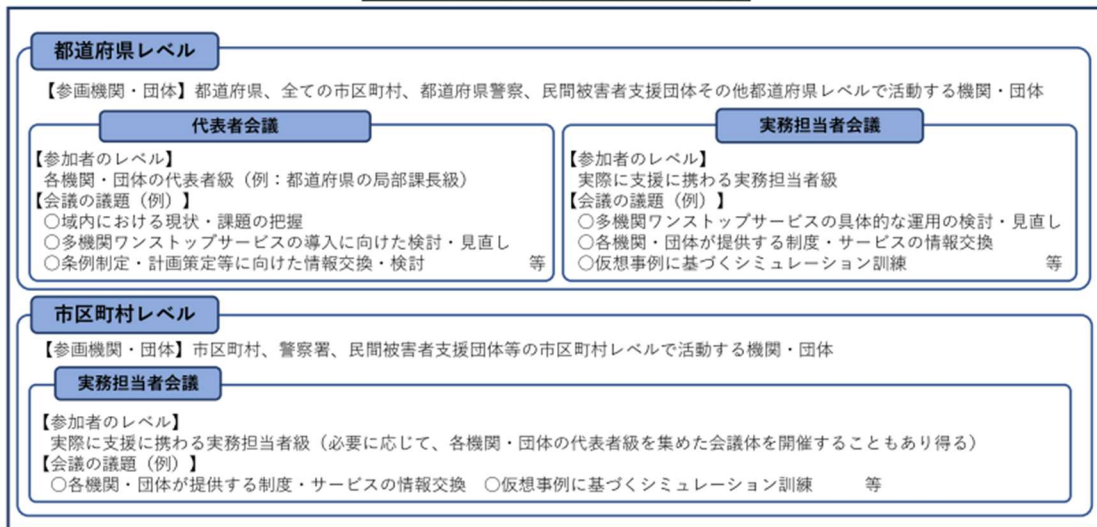 都道府県レベル
【参画機関・団体】都道府県、全ての市区町村、都道府県警察、民間被害者支援団体その他都道府県レベルで活動する機関・団体
代表者会議
【参加者のレベル】
各機関・団体の代表者級（例：都道府県の局部課長級）
【会議の議題（例）】
○域内における現状・課題の把握
○多機関ワンストップサービスの導入に向けた検討・見直し
○条例制定・計画策定等に向けた情報交換・検討 等
実務担当者会議
【参加者のレベル】
実際に支援に携わる実務担当者級
【会議の議題（例）】
○多機関ワンストップサービスの具体的な運用の検討・見直し
○各機関・団体が提供する制度・サービスの情報交換
○仮想事例に基づくシミュレーション訓練 等
市区町村レベル
【参画機関・団体】市区町村、警察署、民間被害者支援団体等の市区町村レベルで活動する機関・団体
実務担当者会議
【参加者のレベル】
実際に支援に携わる実務担当者級（必要に応じて、各機関・団体の代表者級を集めた会議体を開催することもあり得る）
【会議の議題（例）】
○各機関・団体が提供する制度・サービスの情報交換 ○仮想事例に基づくシミュレーション訓練 等